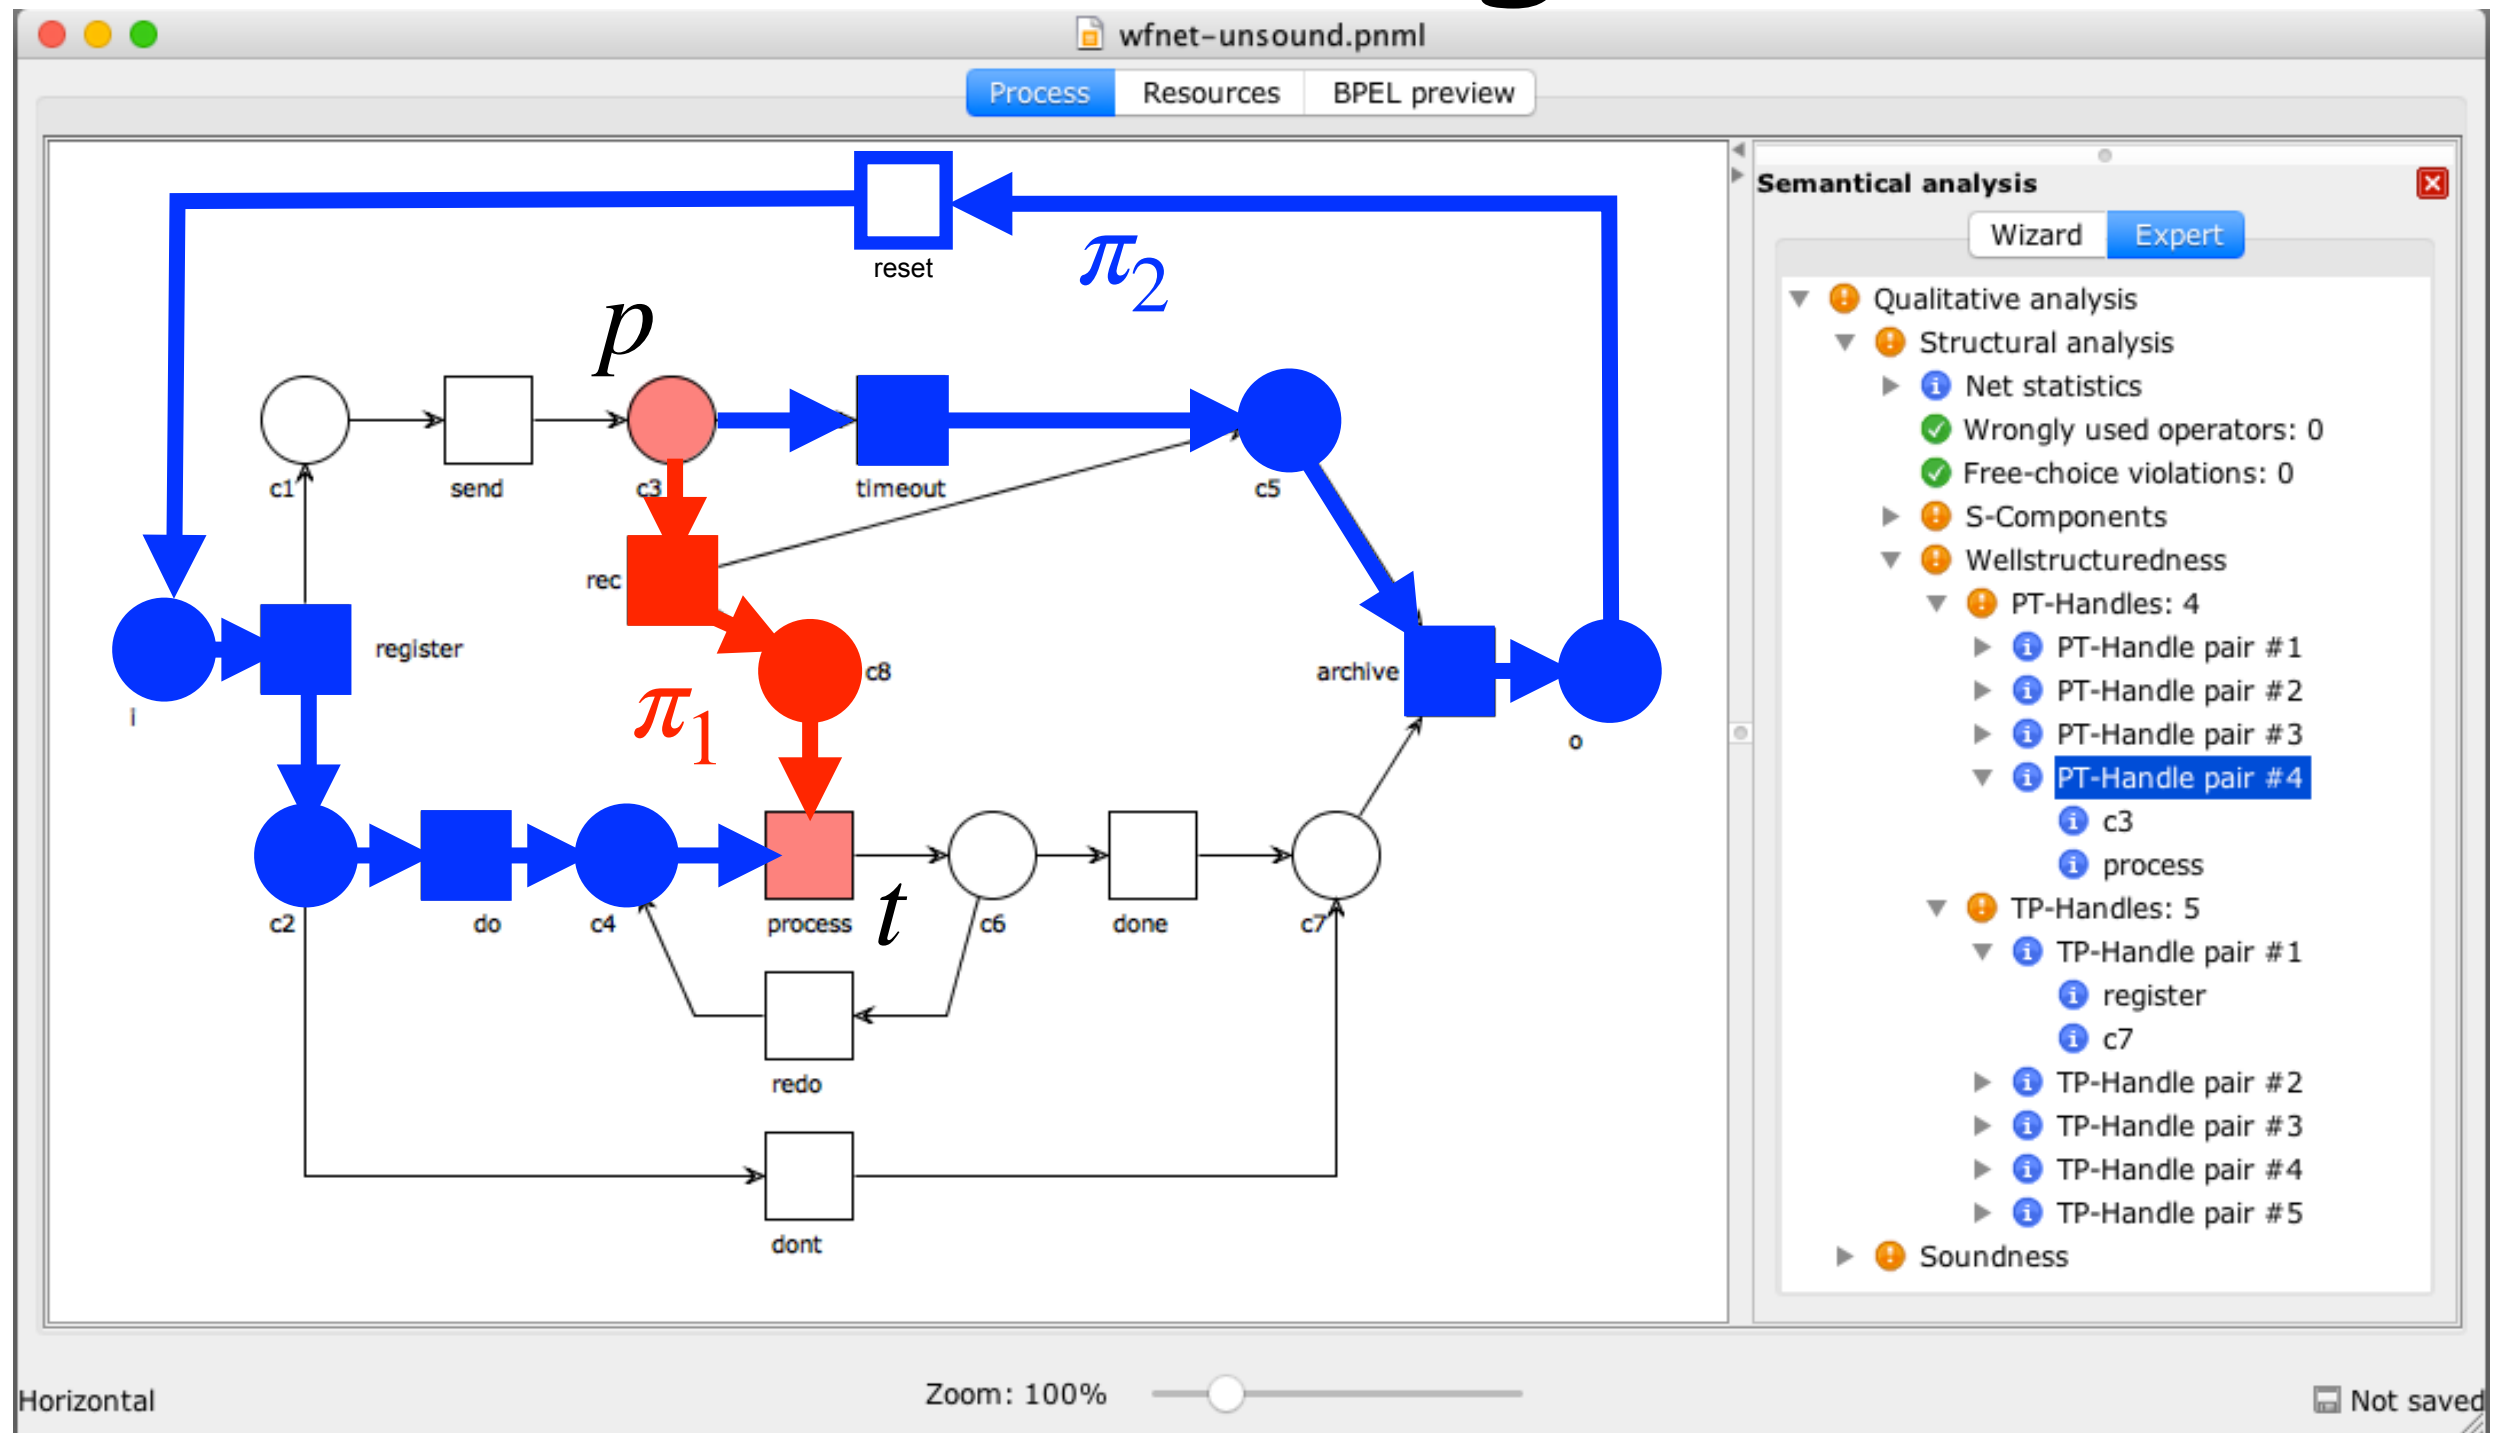 wfnet-unsound.pnml
Process Resources BPEL preview
reset
π2
p
c1
send
c3
timeout
c5
rec
register
i
c8
π1
archive
o
c2
do
c4
process
t
c6
done
c7
redo
dont
Semantical analysis
Wizard Expert
Qualitative analysis
Structural analysis
Net statistics
Wrongly used operators: 0
Free-choice violations: 0
S-Components
Wellstructuredness
PT-Handles: 4
PT-Handle pair #1
PT-Handle pair #2
PT-Handle pair #3
PT-Handle pair #4
c3
process
TP-Handles: 5
TP-Handle pair #1
register
c7
TP-Handle pair #2
TP-Handle pair #3
TP-Handle pair #4
TP-Handle pair #5
Soundness
Horizontal
Zoom: 100%
Not saved